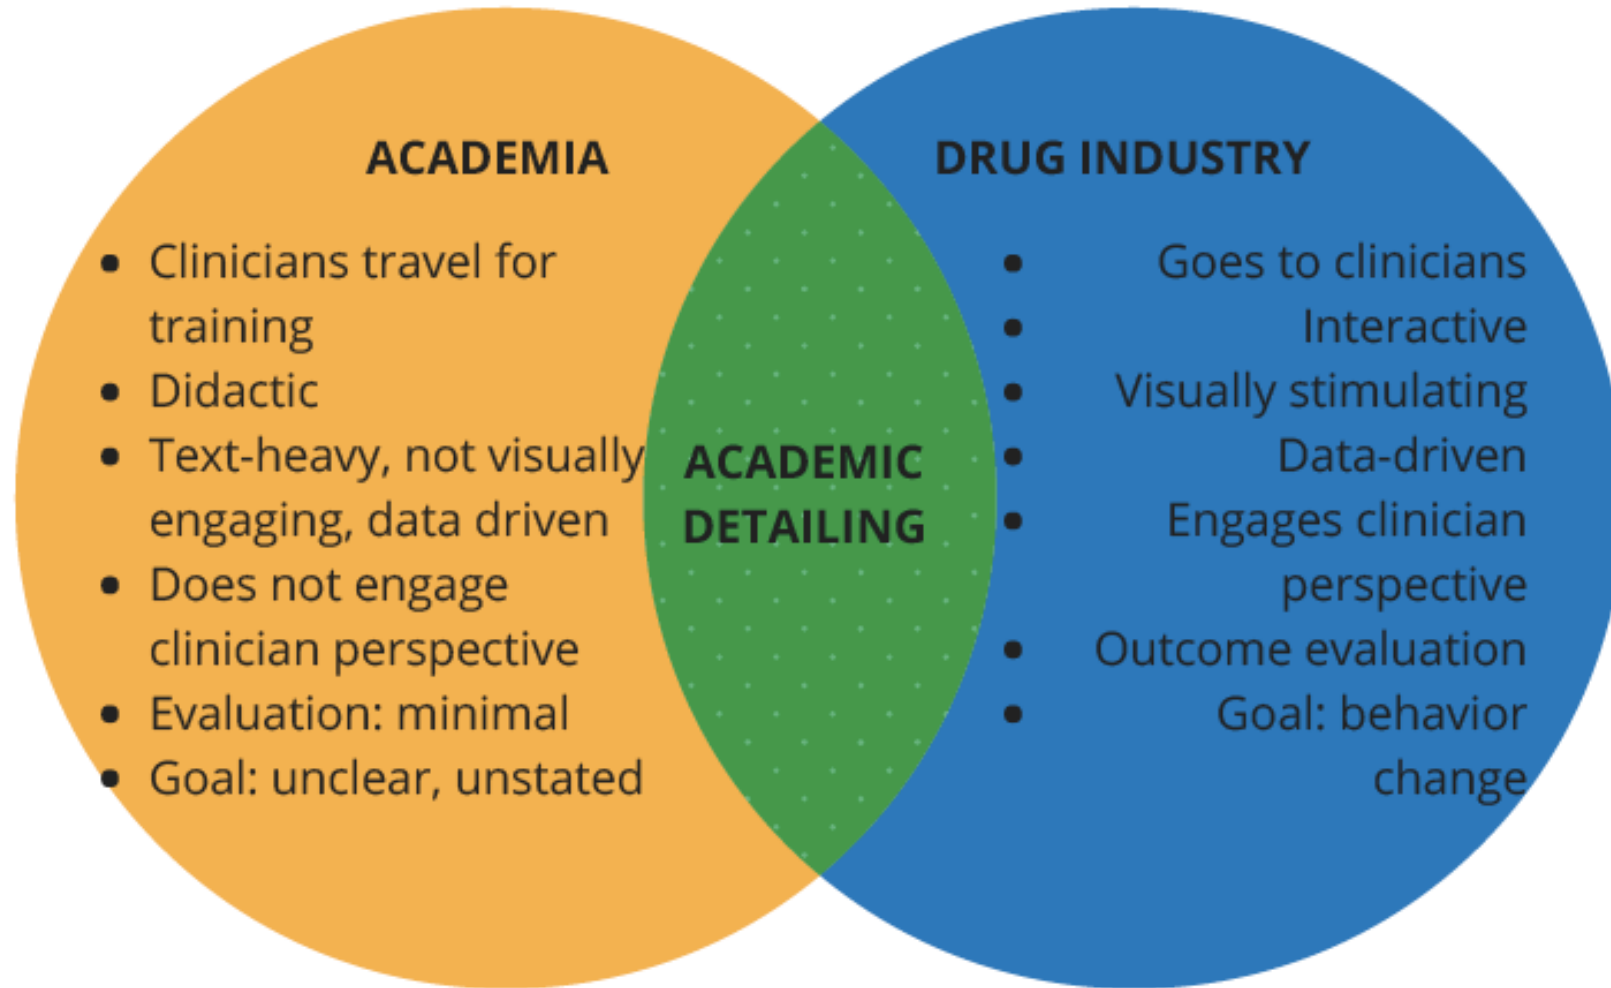 ACADEMIA
• Clinicians travel for
training
• Didactic
• Text-heavy, not visually
engaging, data driven
• Does not engage
clinician perspective
• Evaluation: minimal
• Goal: unclear, unstated
ACADEMIC
DETAILING
DRUG INDUSTRY
• Goes to clinicians
• Interactive
• Visually stimulating
• Data-driven
• Engages clinician
perspective
• Outcome evaluation
• Goal: behavior
change